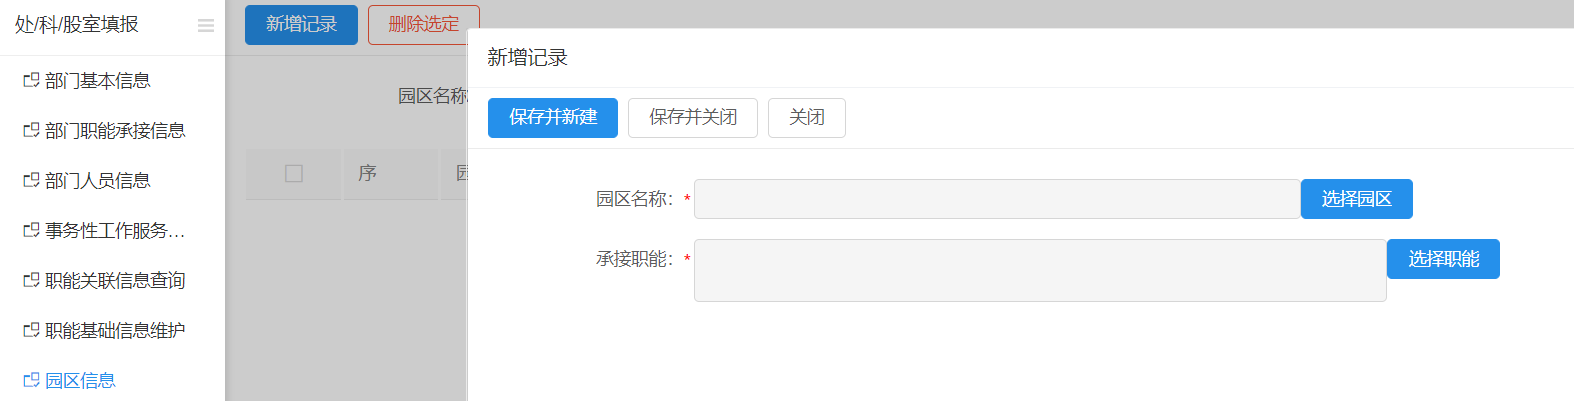 处/科/股室填报
部门基本信息
部门职能承接信息
部门人员信息
事务性工作服务...
职能关联信息查询
职能基础信息维护
园区信息
新增记录
删除选定
园区名称
序
新增记录
保存并新建
保存并关闭
关闭
园区名称：*
选择园区
承接职能：*
选择职能